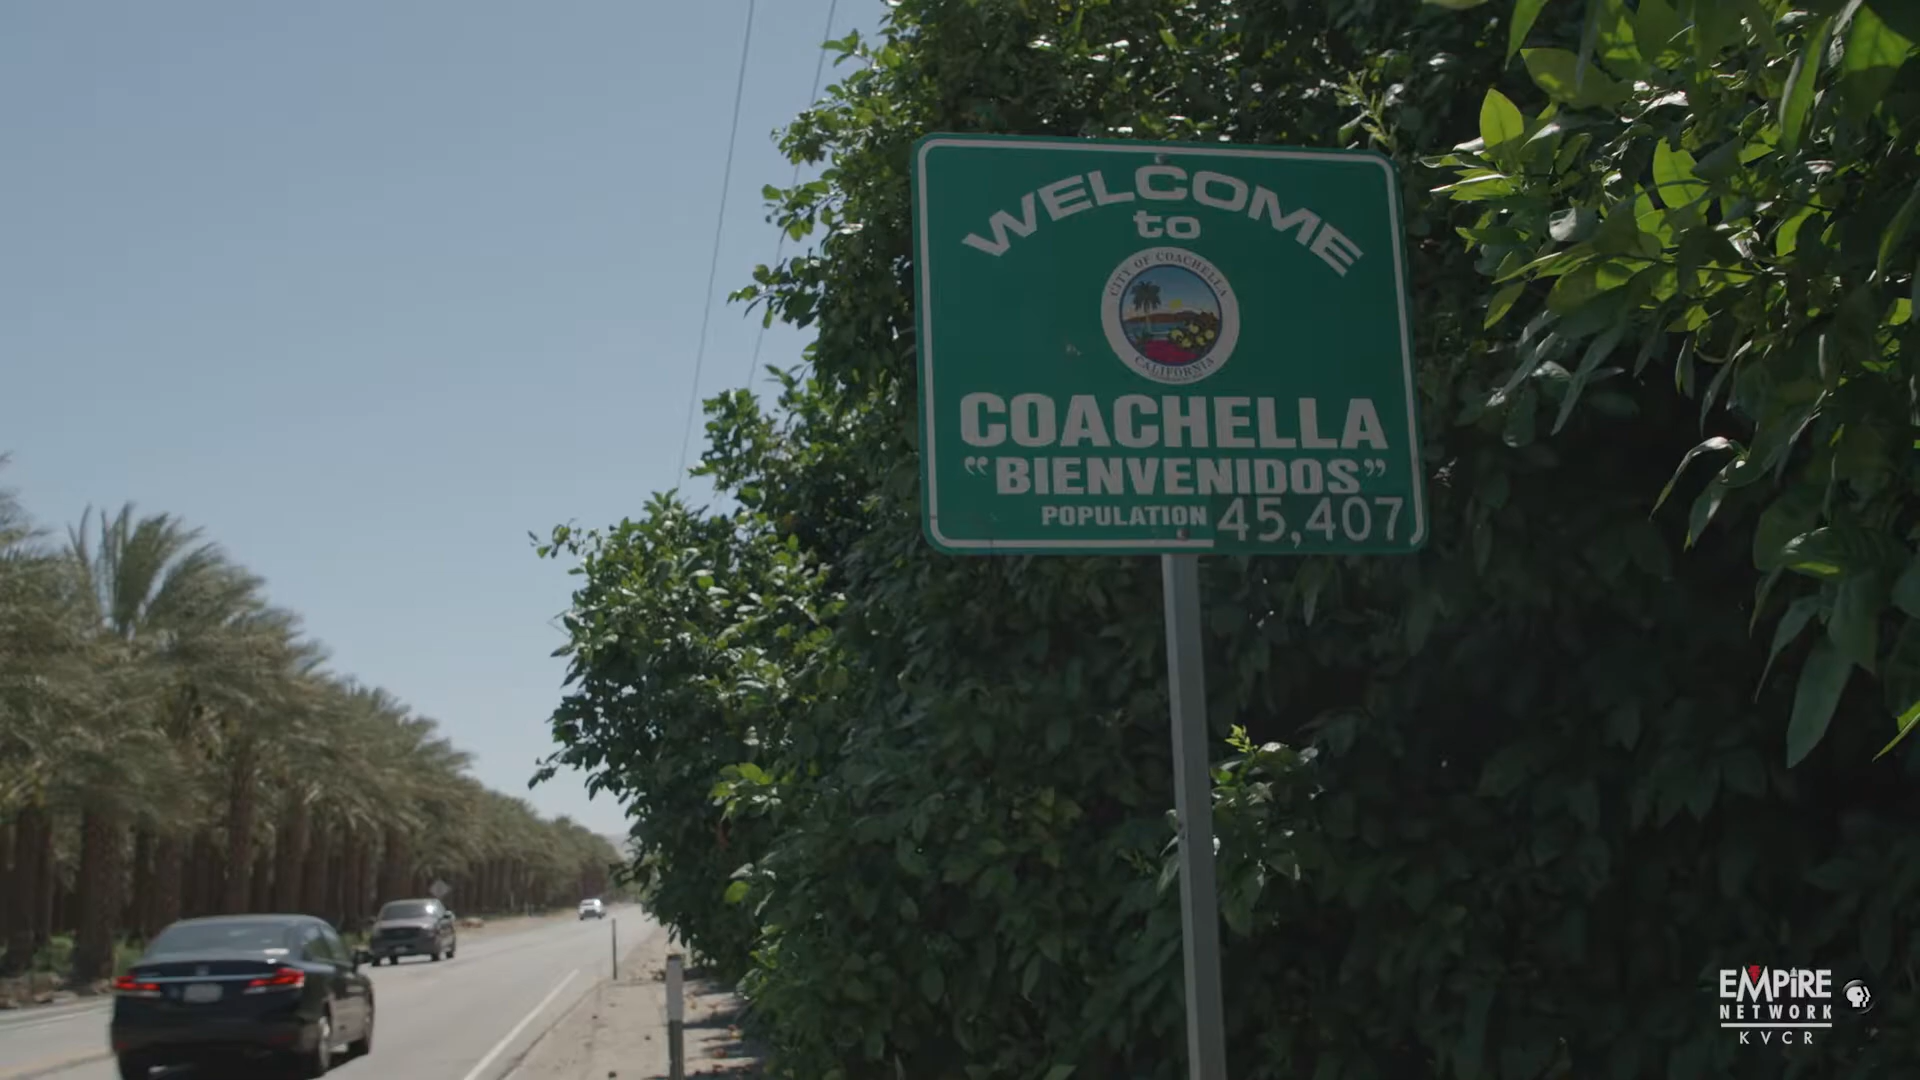 WELCOME
to
CITY OF COACHELLA
CALIFORNIA
COACHELLA
"BIENVENIDOS"
POPULATION 45,407
EMPIRE
NETWORK
KVCR